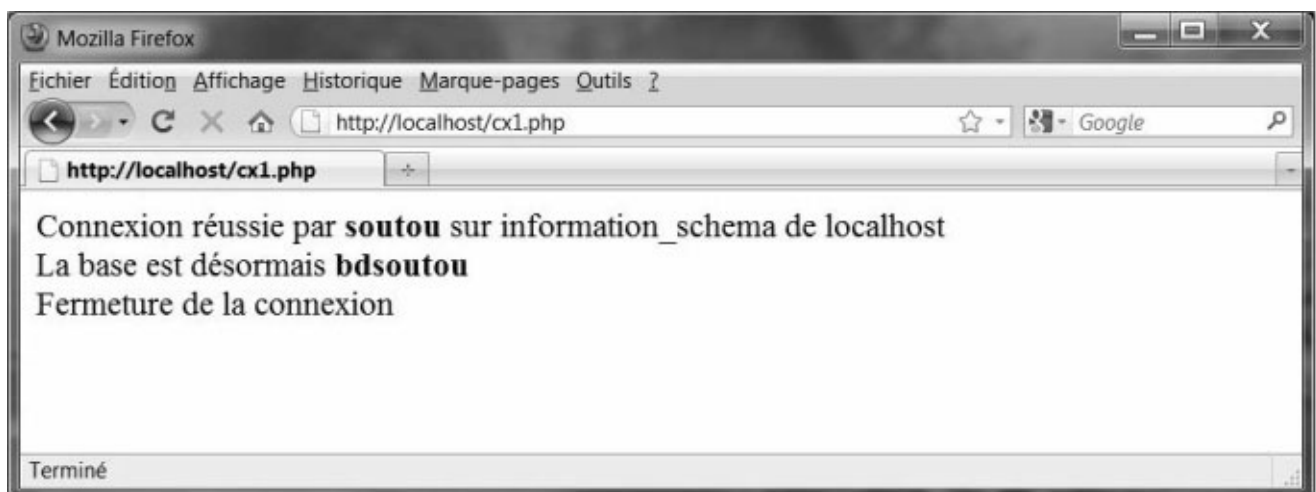 Mozilla Firefox
Fichier Édition Affichage Historique Marque-pages Outils ?
http://localhost/cx1.php
Google
http://localhost/cx1.php
Connexion réussie par soutou sur information_schema de localhost
La base est désormais bdsoutou
Fermeture de la connexion
Terminé